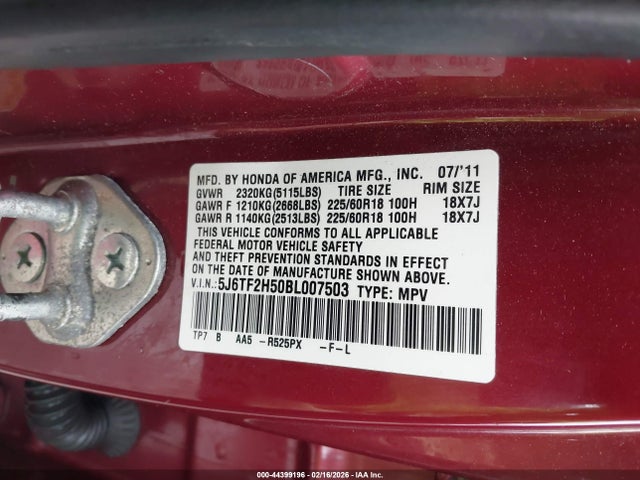 MFD. BY HONDA OF AMERICA MFG., INC. 07/'11
GVWR 2320KG(5115LBS) TIRE SIZE RIM SIZE
GAWR F 1210KG(2668LBS) 225/60R18 100H 18X7J
GAWR R 1140KG(2513LBS) 225/60R18 100H 18X7J
THIS VEHICLE CONFORMS TO ALL APPLICABLE
FEDERAL MOTOR VEHICLE SAFETY
AND THEFT PREVENTION STANDARDS IN EFFECT
ON THE DATE OF MANUFACTURE SHOWN ABOVE.
V.I.N.: 5J6TF2H50BL007503 TYPE: MPV
TP7 B AA5 -R525PX -F-L
000-44399196 - 02/16/2026 - IAA Inc.